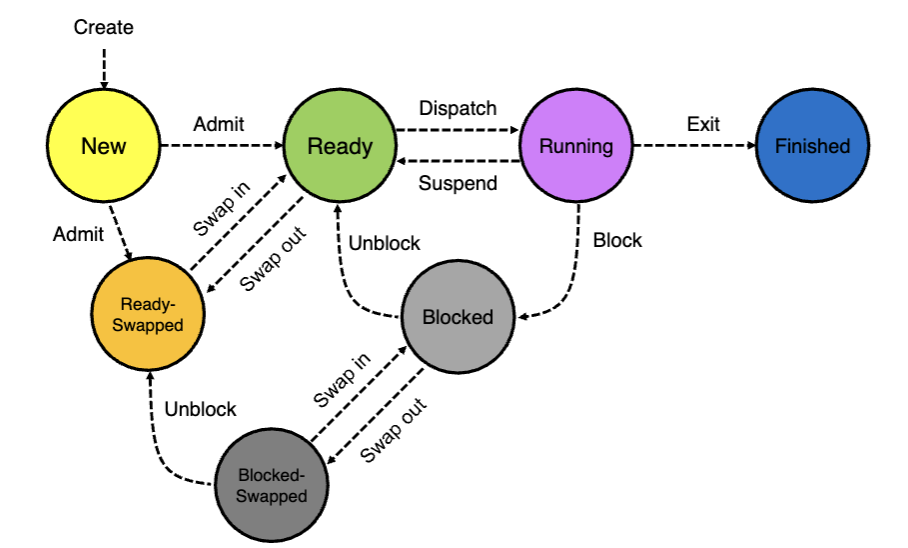 Create
New
Admit
Ready
Dispatch
Suspend
Running
Exit
Finished
Admit
Swap in
Swap out
Unblock
Block
Ready-
Swapped
Blocked
Swap in
Swap out
Unblock
Blocked-
Swapped